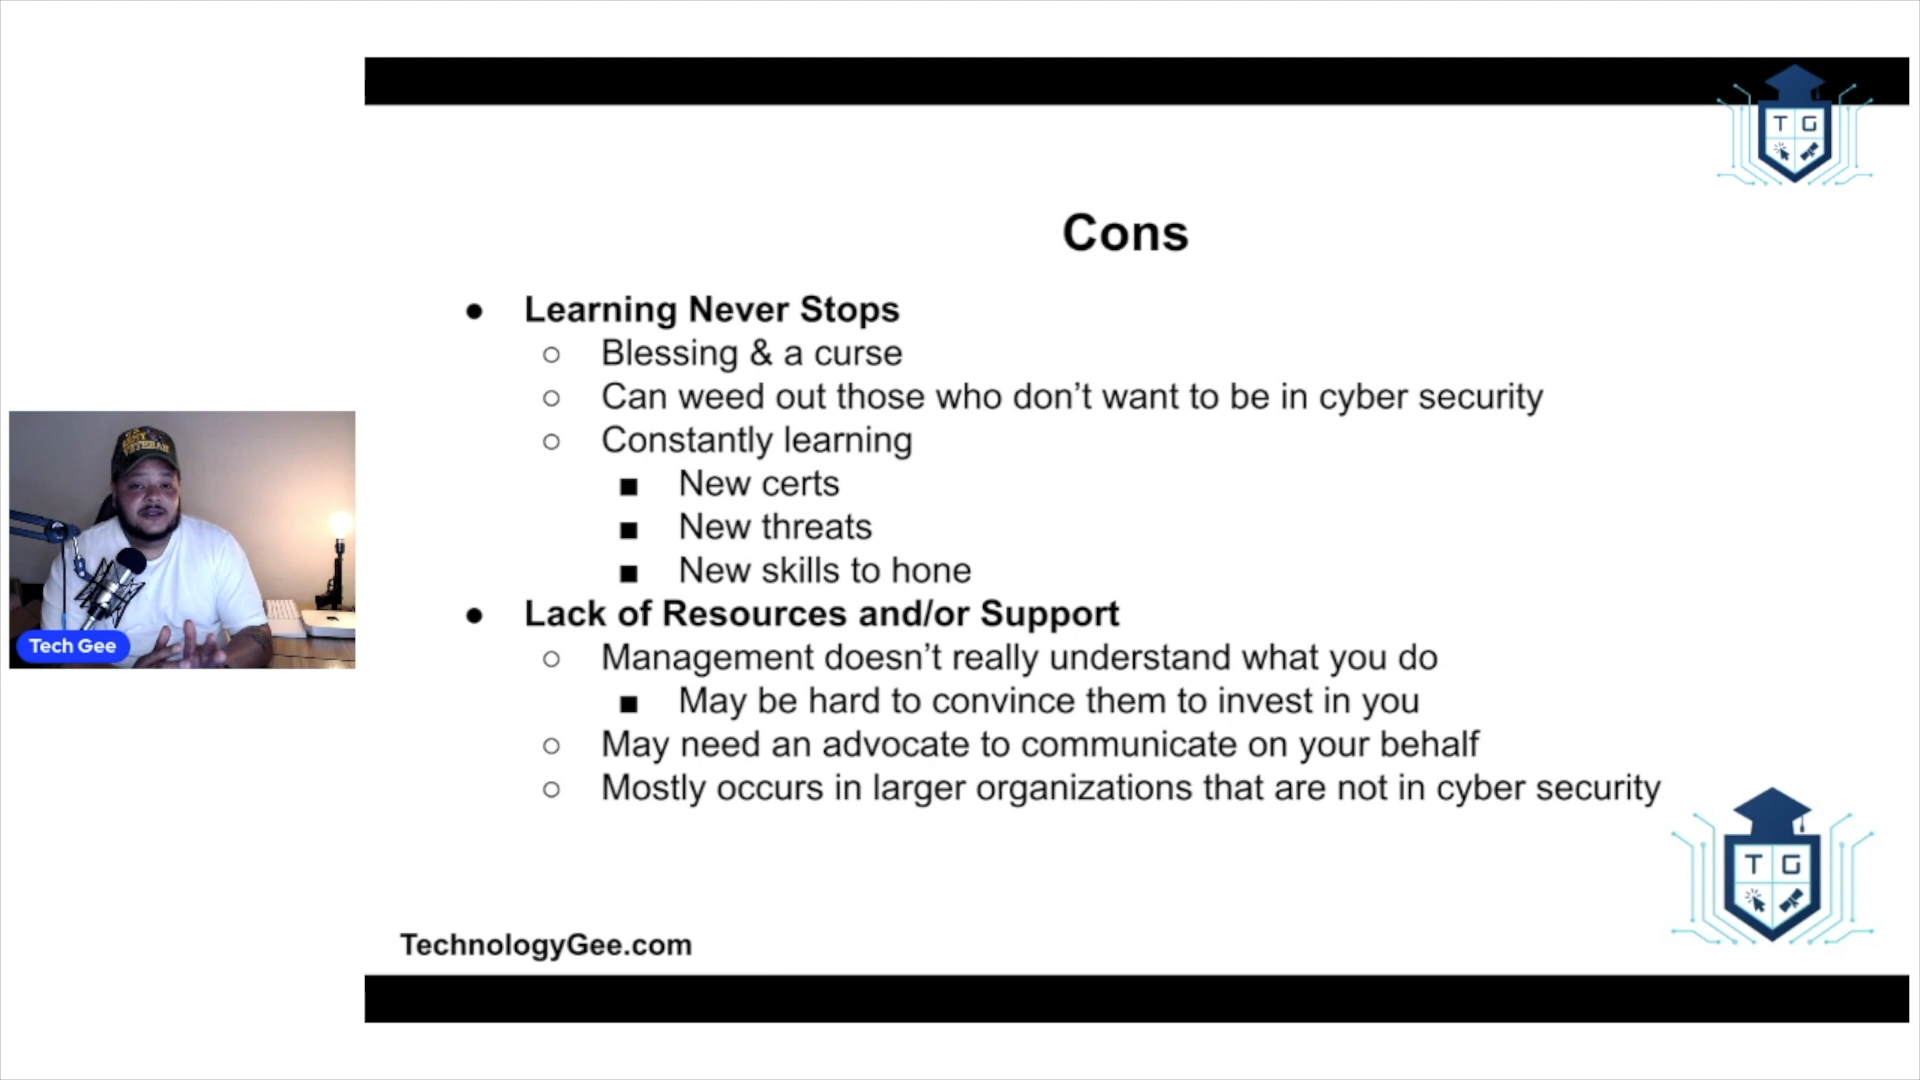 T G
Cons
● Learning Never Stops
○ Blessing & a curse
○ Can weed out those who don’t want to be in cyber security
○ Constantly learning
■ New certs
■ New threats
■ New skills to hone
● Lack of Resources and/or Support
○ Management doesn’t really understand what you do
■ May be hard to convince them to invest in you
○ May need an advocate to communicate on your behalf
○ Mostly occurs in larger organizations that are not in cyber security
ARMY
VETERAN
Tech Gee
T G
TechnologyGee.com